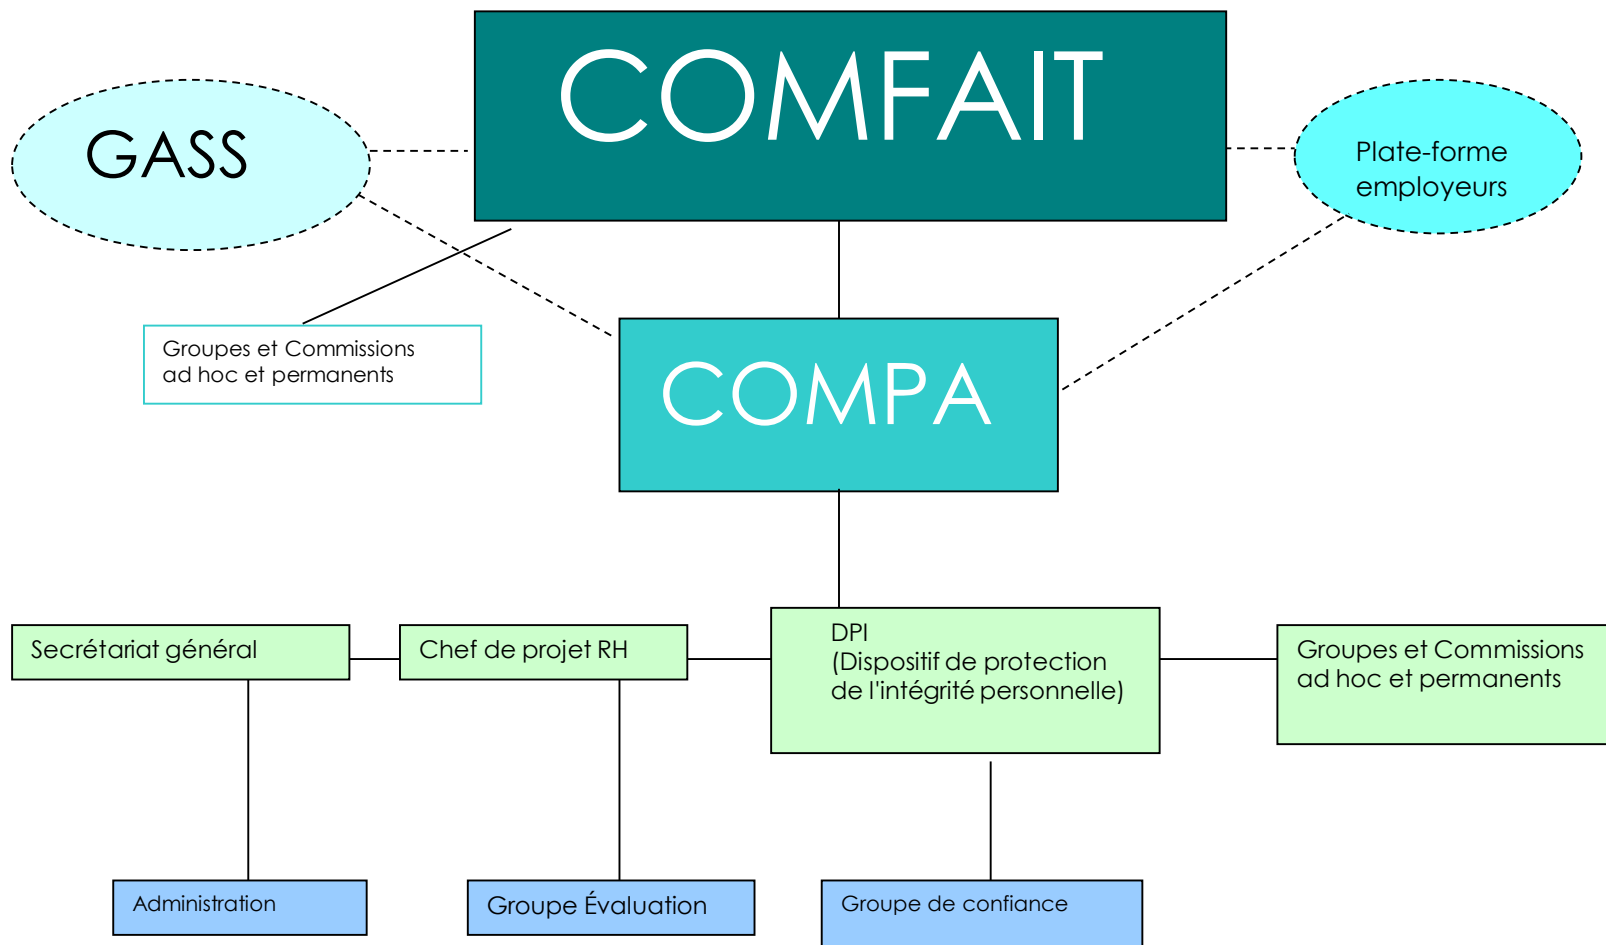 COMFAIT
GASS
Plate-forme
employeurs
Groupes et Commissions
ad hoc et permanents
COMPA
Secrétariat général
Chef de projet RH
DPI
(Dispositif de protection
de l'intégrité personnelle)
Groupes et Commissions
ad hoc et permanents
Administration
Groupe Évaluation
Groupe de confiance